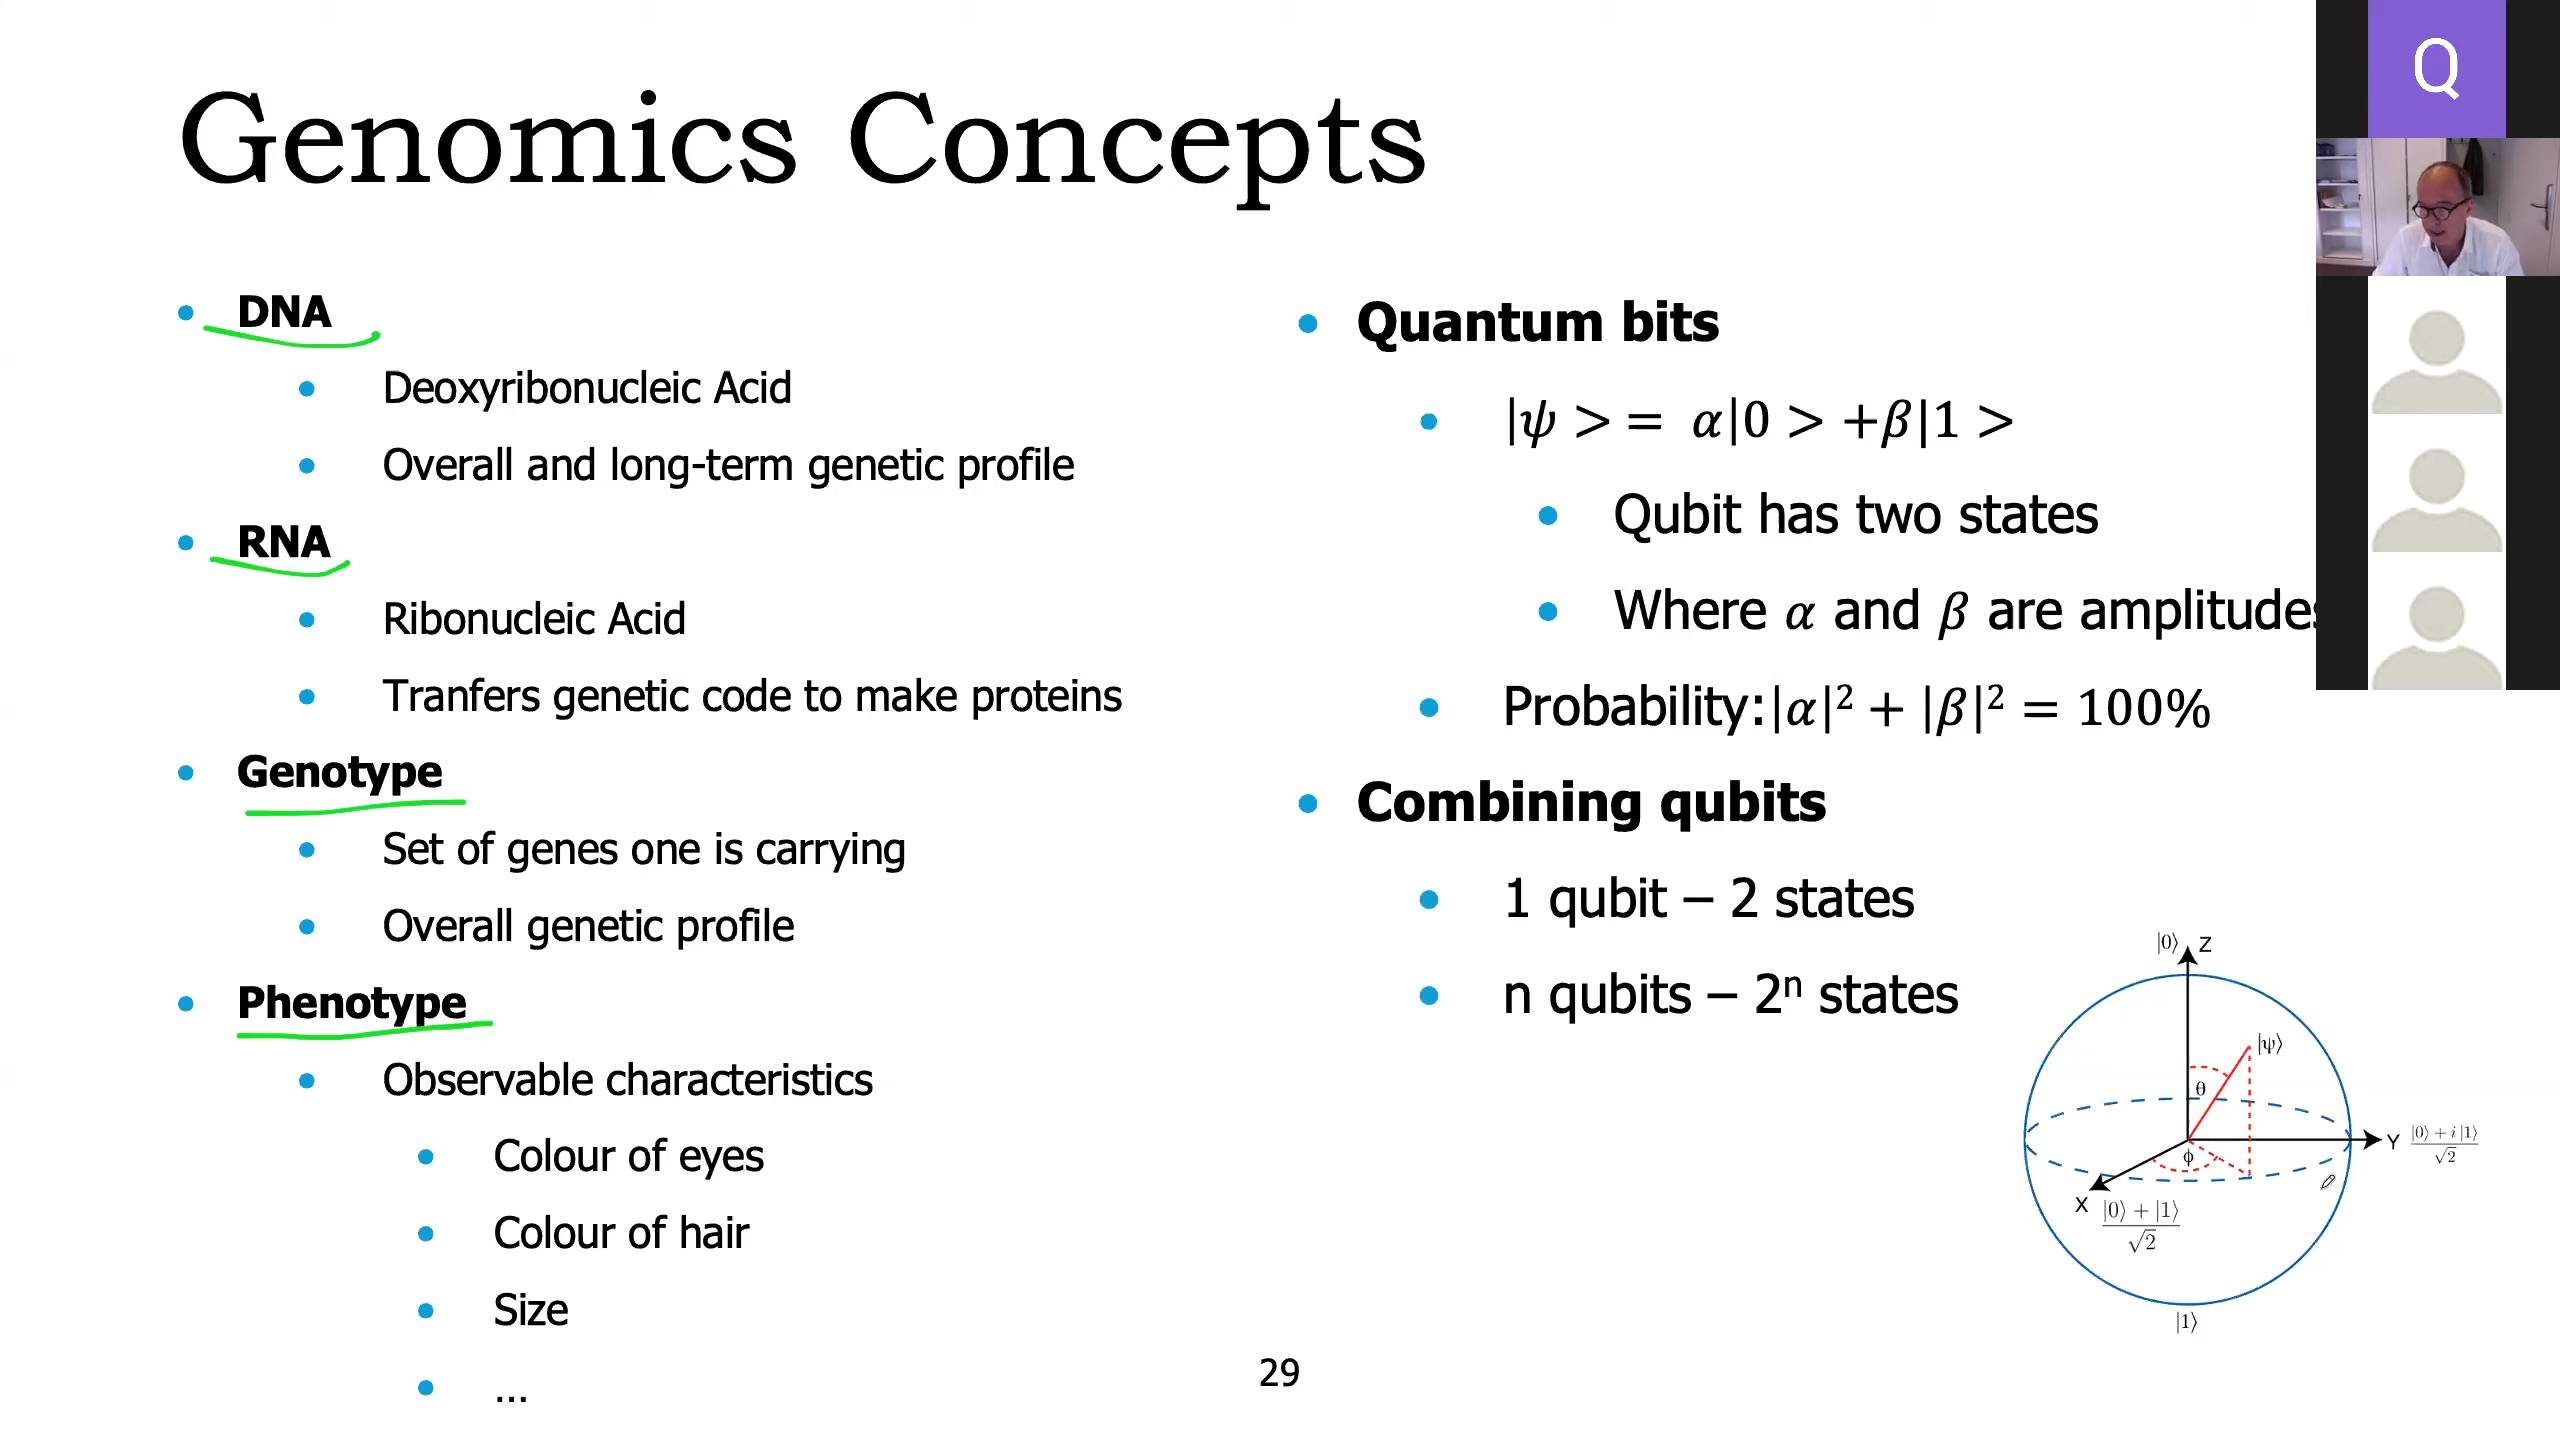 Genomics Concepts
• DNA
• Deoxyribonucleic Acid
• Overall and long-term genetic profile
• RNA
• Ribonucleic Acid
• Tranfers genetic code to make proteins
• Genotype
• Set of genes one is carrying
• Overall genetic profile
• Phenotype
• Observable characteristics
• Colour of eyes
• Colour of hair
• Size
• ...
• Quantum bits
• |ψ > = α|0 > +β|1 >
• Qubit has two states
• Where α and β are amplitudes
• Probability:|α|² + |β|² = 100%
• Combining qubits
• 1 qubit – 2 states
• n qubits – 2ⁿ states
|0⟩ Z
|ψ⟩
θ
Y (|0⟩ + i|1⟩)/√2
ϕ
X (|0⟩ + |1⟩)/√2
|1⟩
29
Q